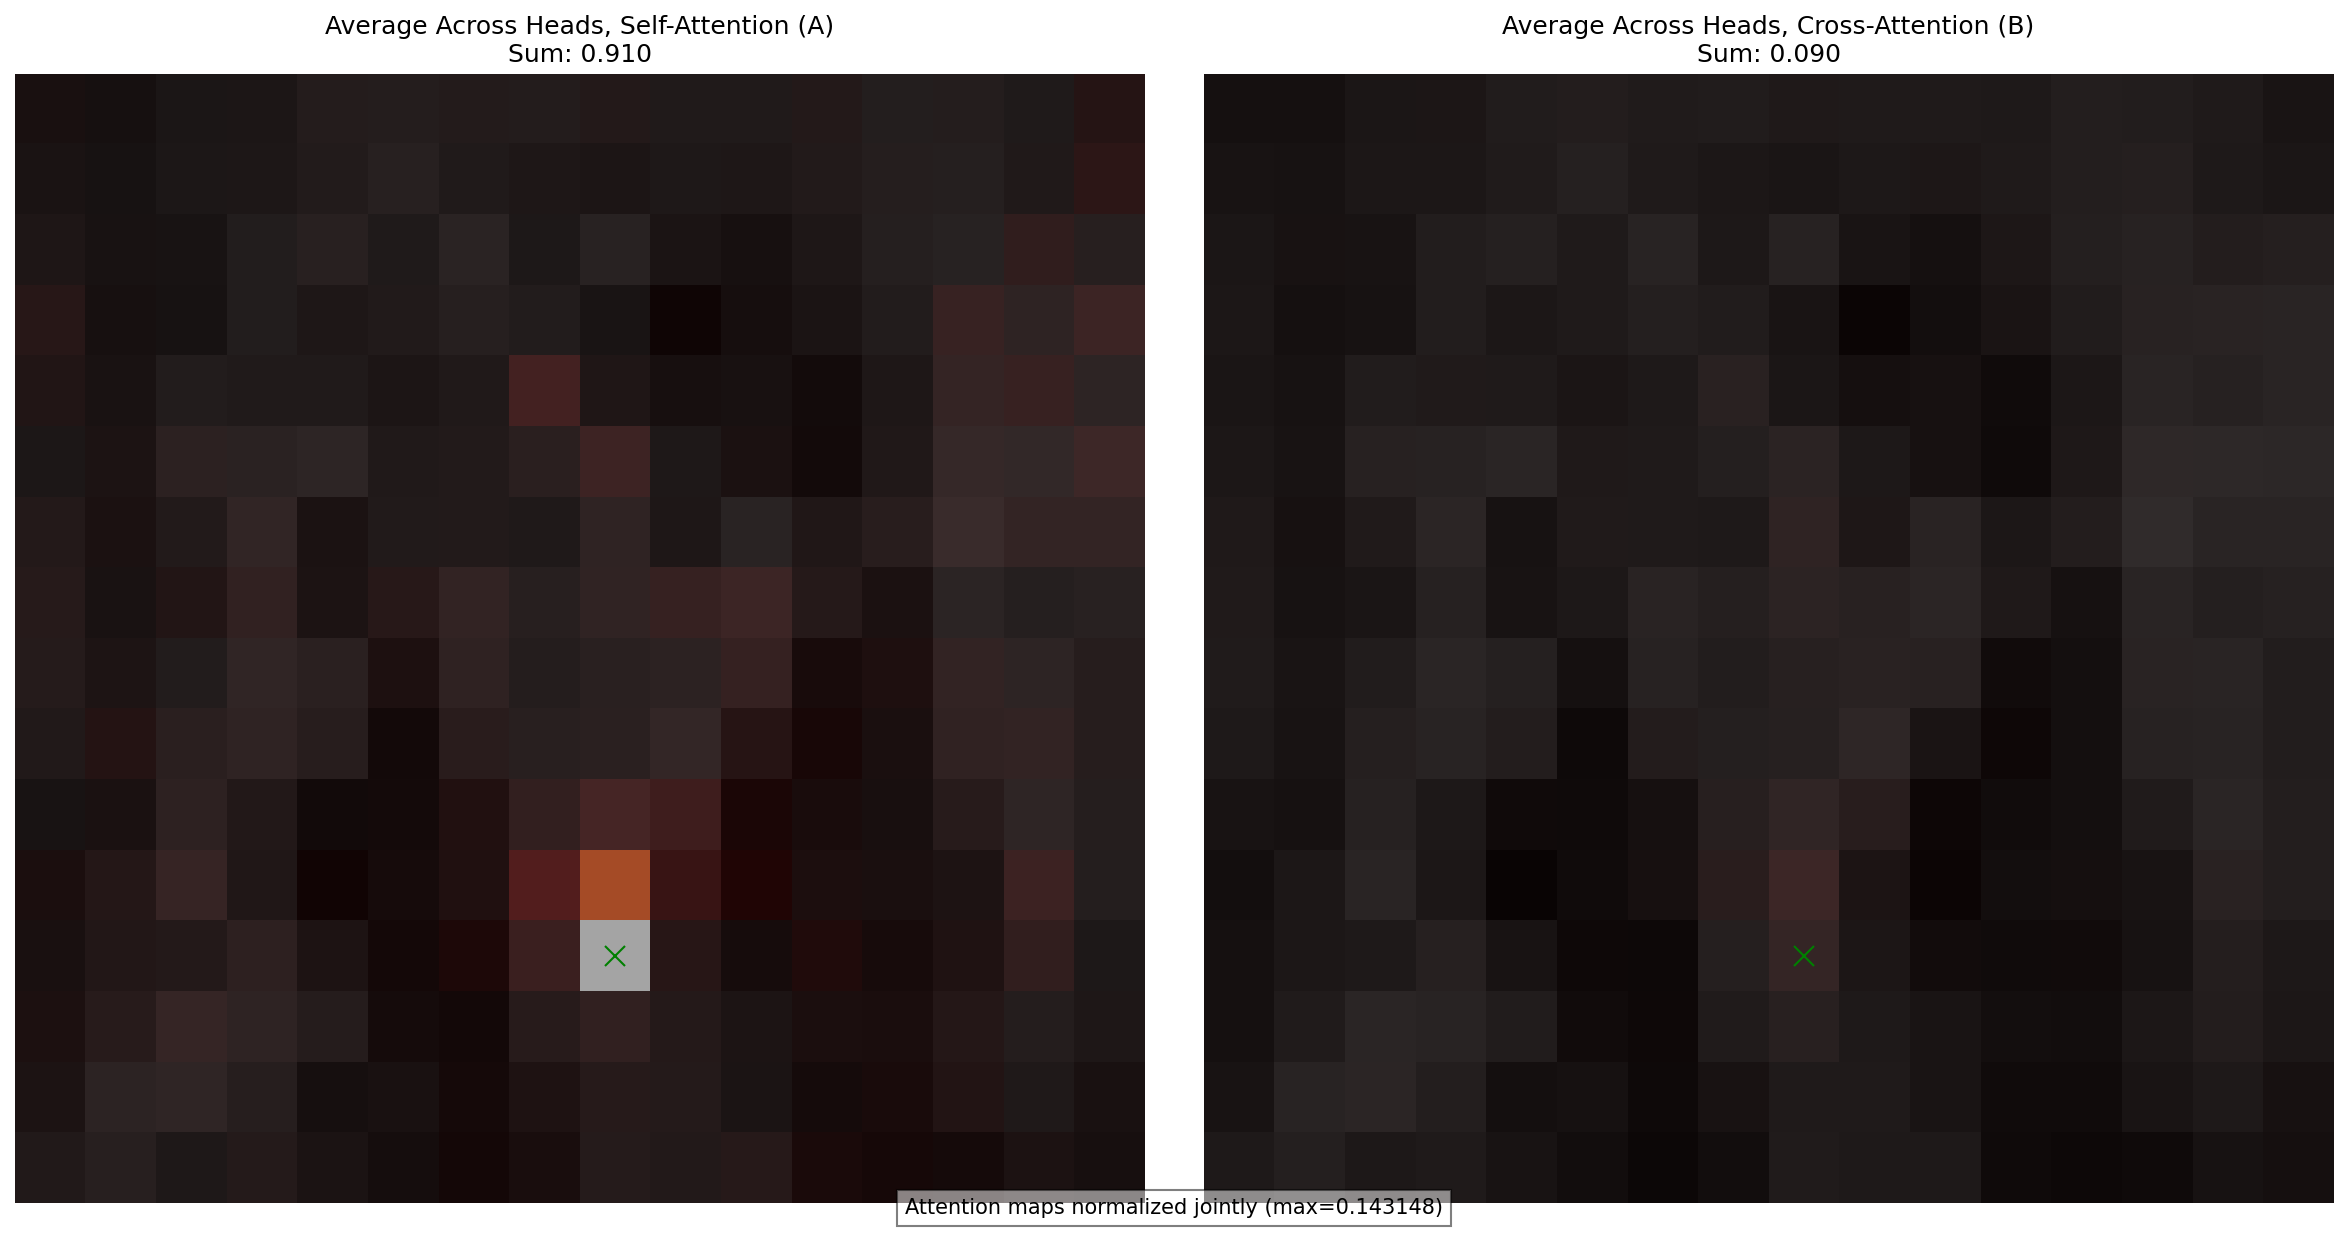 Average Across Heads, Self-Attention (A)
Sum: 0.910
Average Across Heads, Cross-Attention (B)
Sum: 0.090
Attention maps normalized jointly (max=0.143148)